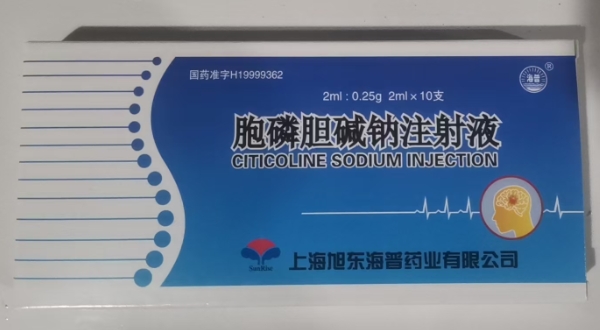 国药准字H19999362
海普
®
2ml：0.25g 2ml×10支
胞磷胆碱钠注射液
CITICOLINE SODIUM INJECTION
SunRise
上海旭东海普药业有限公司